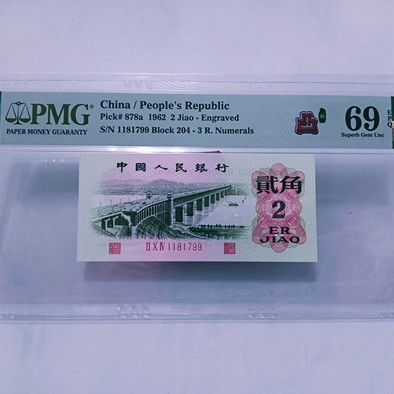 PMG
PAPER MONEY GUARANTY
China / People's Republic
Pick# 878a 1962 2 Jiao - Engraved
S/N 1181799 Block 204 - 3 R. Numerals
69
Superb Gem Unc
EPQ
中國人民銀行
貳角
2
ER
JIAO
II X IV 1181799